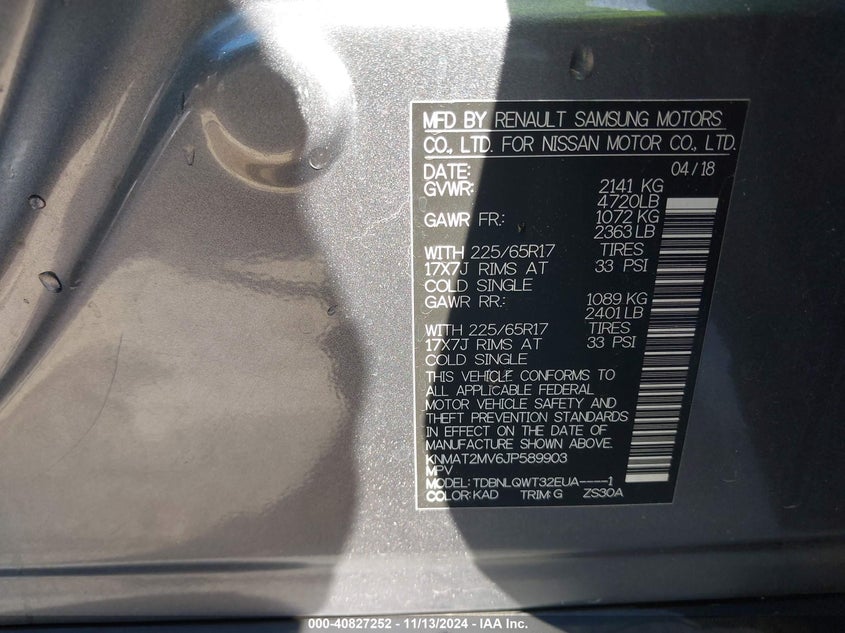 MFD BY RENAULT SAMSUNG MOTORS
CO., LTD. FOR NISSAN MOTOR CO., LTD.
DATE: 04/18
GVWR: 2141 KG
4720LB
GAWR FR.: 1072 KG
2363 LB
WITH 225/65R17 TIRES
17X7J RIMS AT 33 PSI
COLD SINGLE
GAWR RR.: 1089 KG
2401 LB
WITH 225/65R17 TIRES
17X7J RIMS AT 33 PSI
COLD SINGLE
THIS VEHICLE CONFORMS TO
ALL APPLICABLE FEDERAL
MOTOR VEHICLE SAFETY AND
THEFT PREVENTION STANDARDS
IN EFFECT ON THE DATE OF
MANUFACTURE SHOWN ABOVE.
KNMAT2MV6JP589903
MPV
MODEL: TDBNLQWT32EUA----1
COLOR: KAD TRIM: G ZS30A
000-40827252 - 11/13/2024 - IAA Inc.